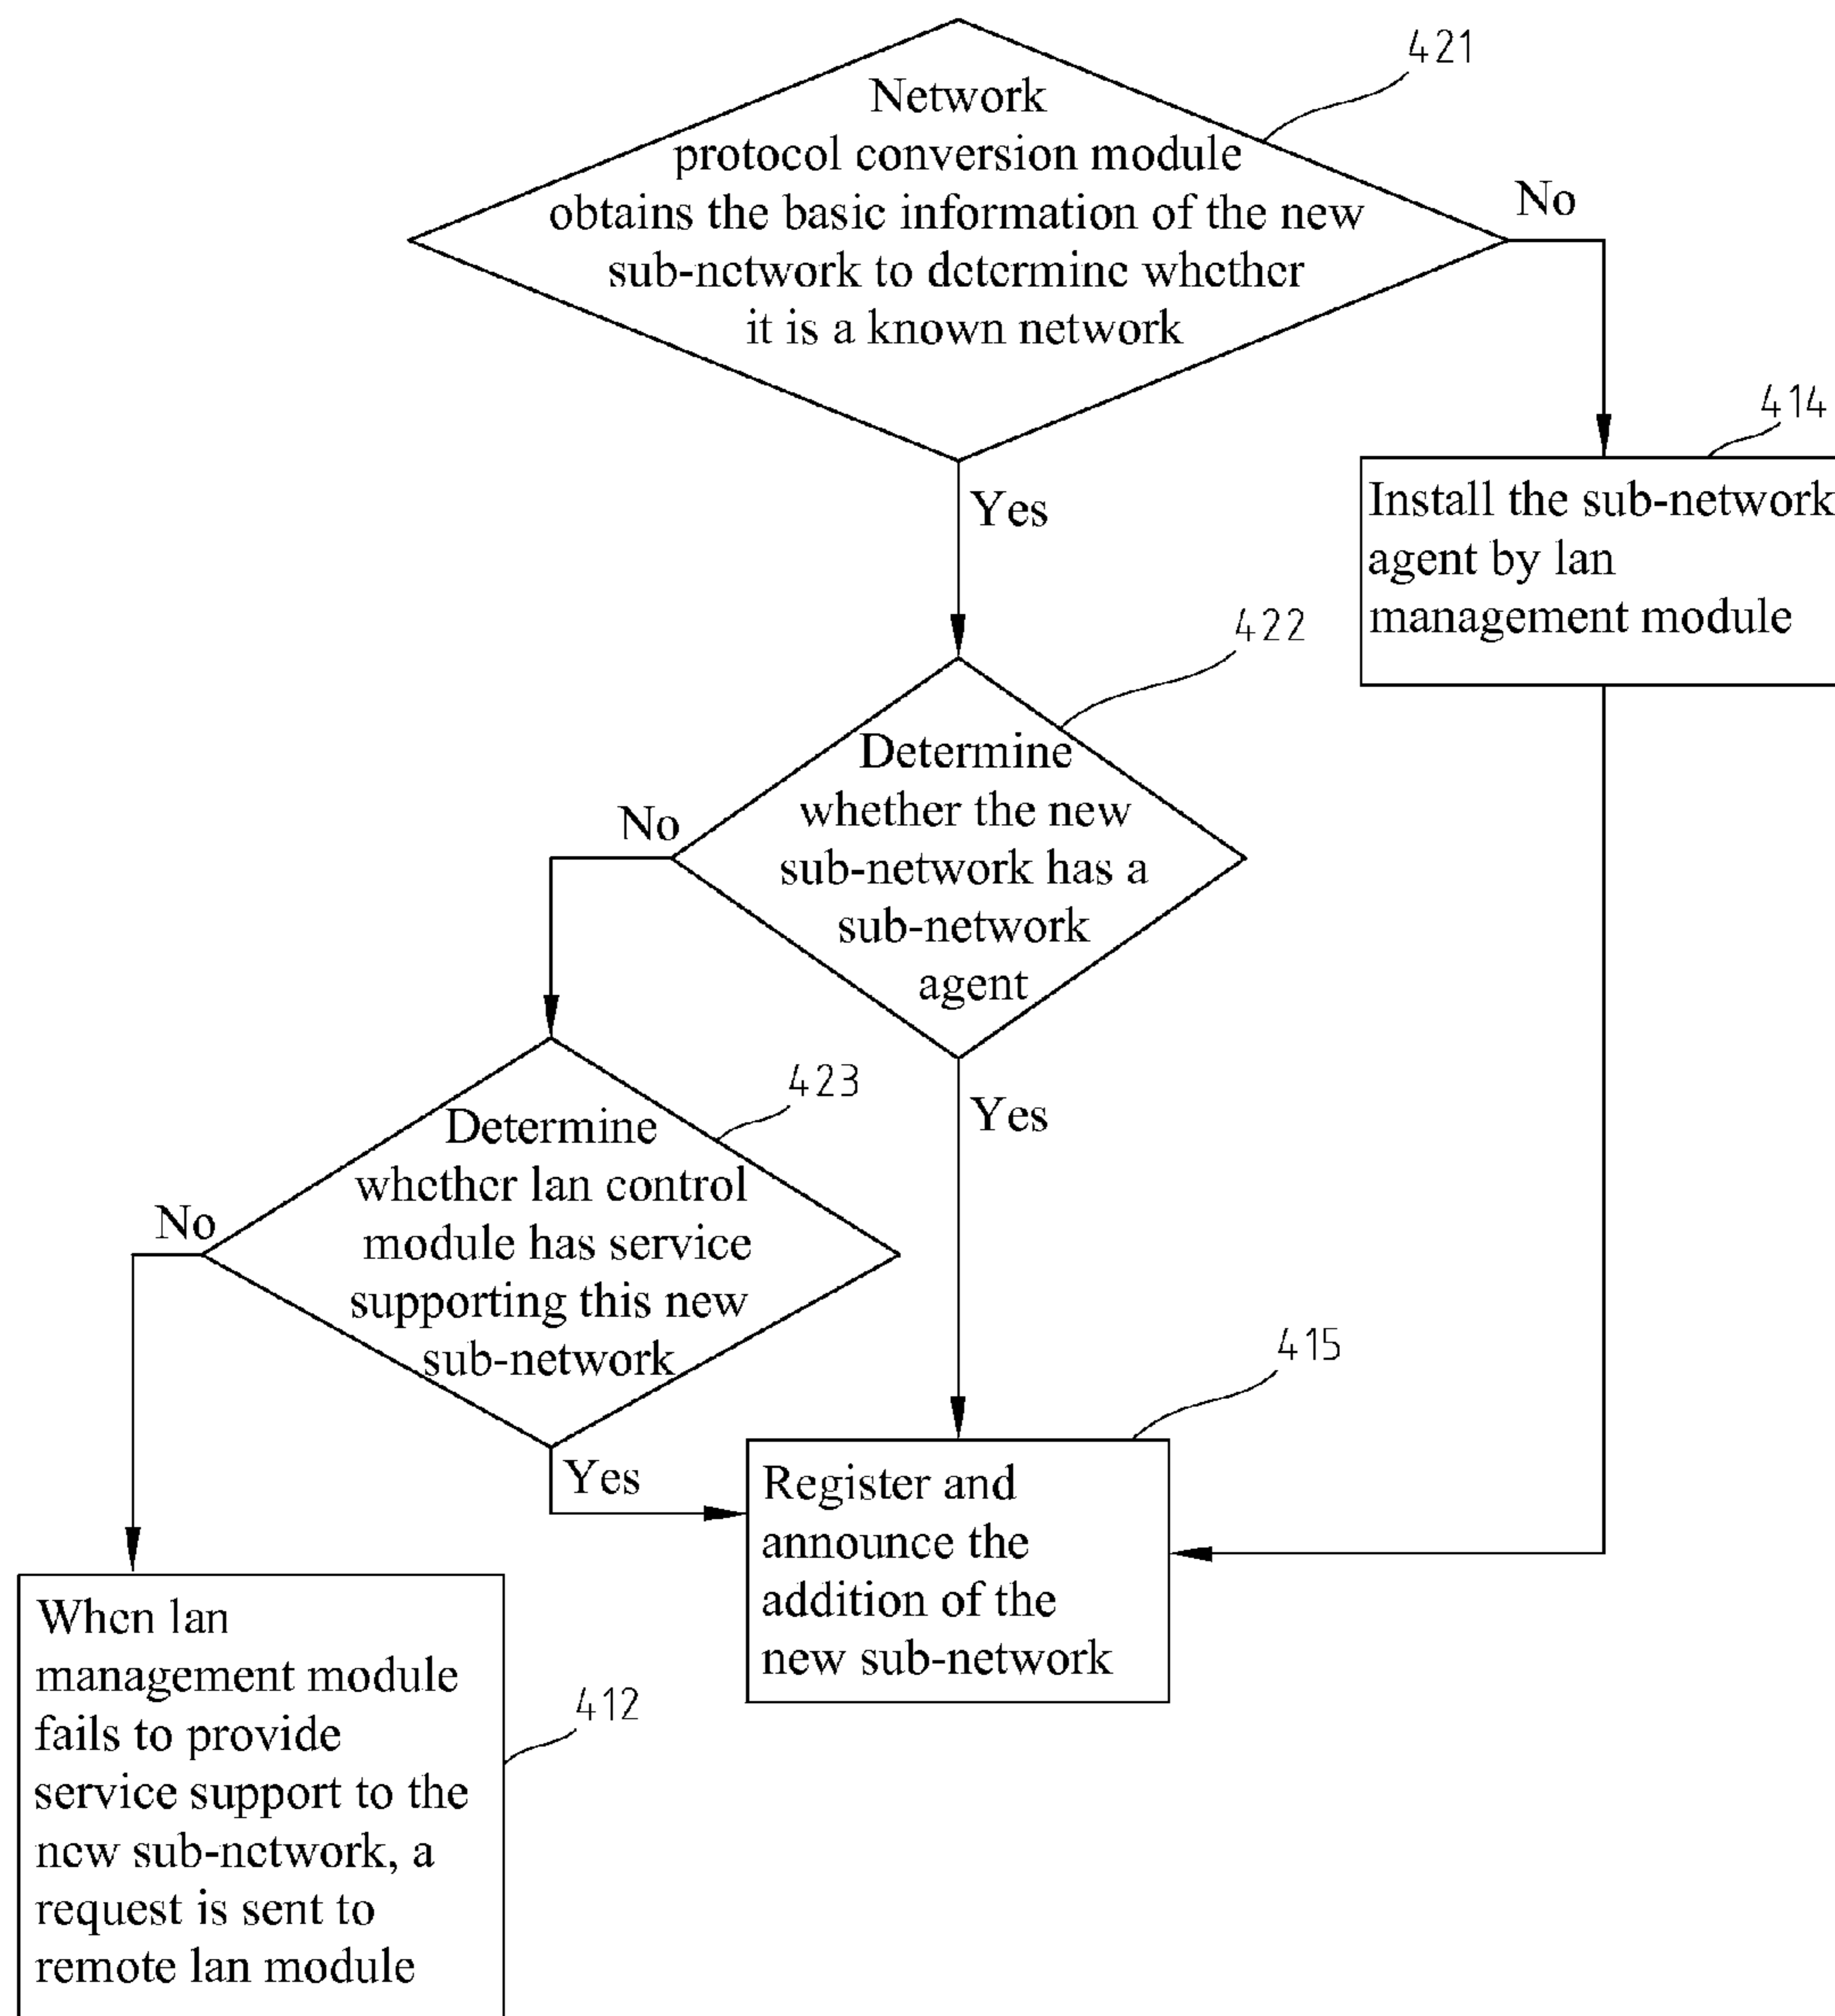 421
Network
protocol conversion module
obtains the basic information of the new
sub-network to determine whether
it is a known network
No
Yes
414
Install the sub-network
agent by lan
management module
422
Determine
whether the new
sub-network has a
sub-network
agent
No
Yes
423
Determine
whether lan control
module has service
supporting this new
sub-network
No
Yes
415
Register and
announce the
addition of the
new sub-network
412
When lan
management module
fails to provide
service support to the
new sub-network, a
request is sent to
remote lan module